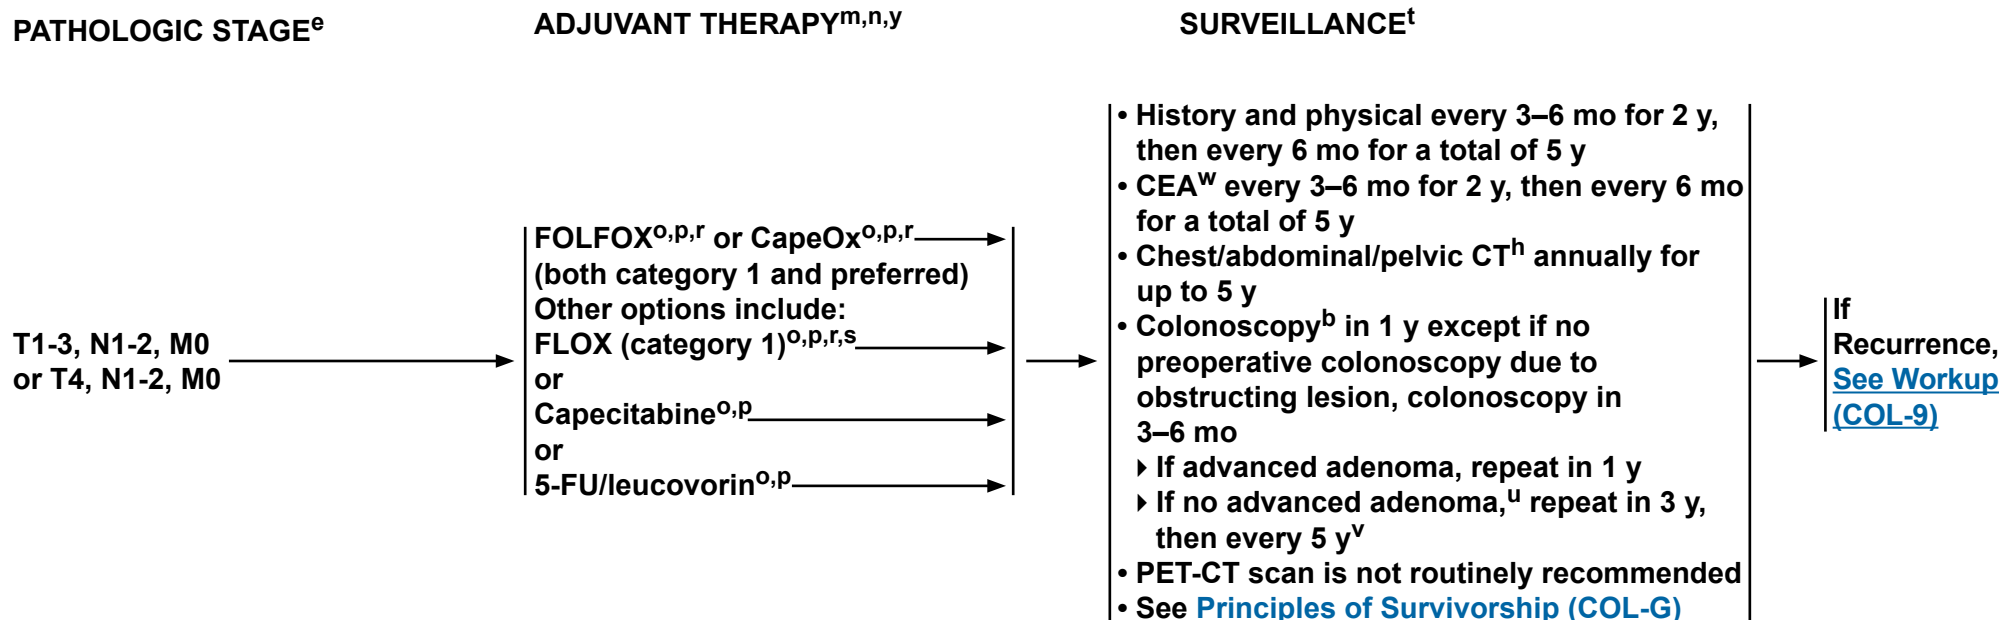 PATHOLOGIC STAGEe
ADJUVANT THERAPYm,n,y
SURVEILLANCEt
T1-3, N1-2, M0
or T4, N1-2, M0
FOLFOXo,p,r or CapeOxo,p,r
(both category 1 and preferred)
Other options include:
FLOX (category 1)o,p,r,s
or
Capecitabineo,p
or
5-FU/leucovorino,p
• History and physical every 3–6 mo for 2 y,
then every 6 mo for a total of 5 y
• CEAw every 3–6 mo for 2 y, then every 6 mo
for a total of 5 y
• Chest/abdominal/pelvic CTh annually for
up to 5 y
• Colonoscopyb in 1 y except if no
preoperative colonoscopy due to
obstructing lesion, colonoscopy in
3–6 mo
▸ If advanced adenoma, repeat in 1 y
▸ If no advanced adenoma,u repeat in 3 y,
then every 5 yv
• PET-CT scan is not routinely recommended
• See Principles of Survivorship (COL-G)
If
Recurrence,
See Workup
(COL-9)